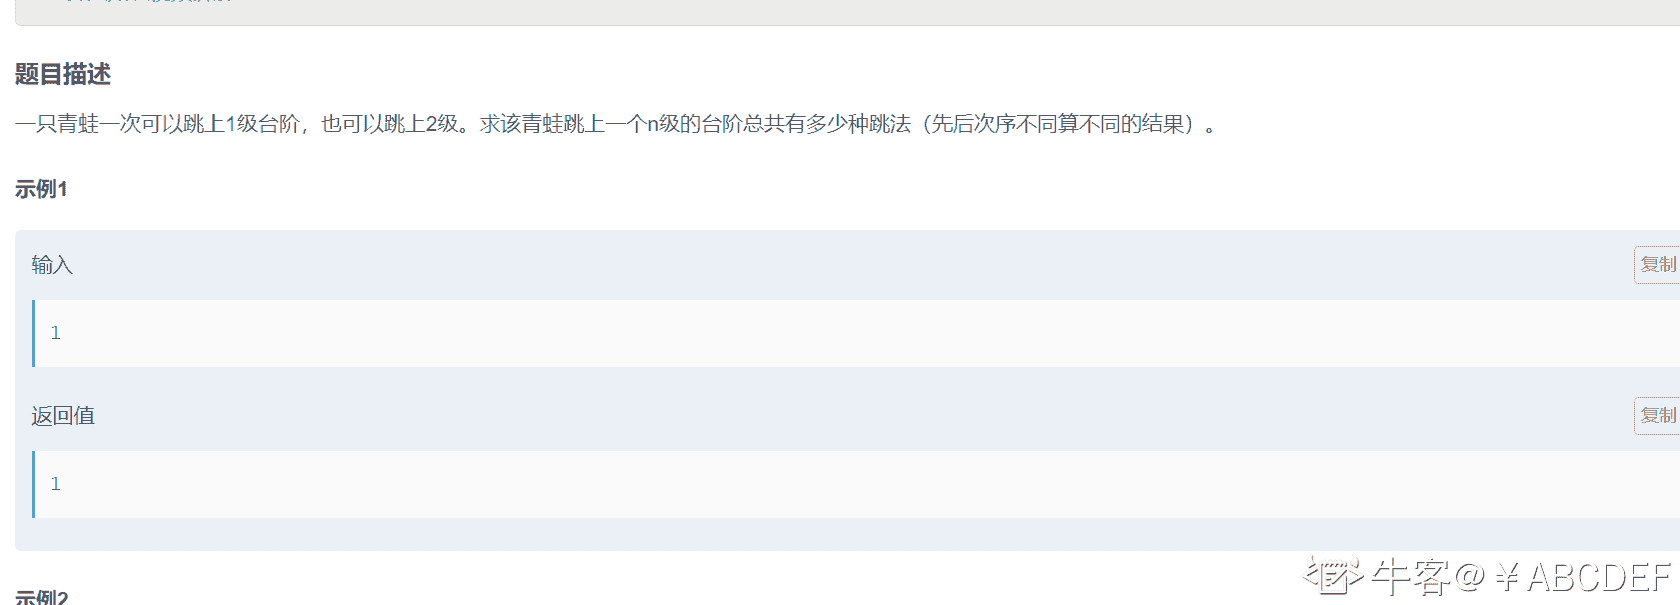 题目描述
一只青蛙一次可以跳上1级台阶，也可以跳上2级。求该青蛙跳上一个n级的台阶总共有多少种跳法（先后次序不同算不同的结果）。
示例1
输入
复制
1
返回值
复制
1
牛客@￥ABCDEF
示例2